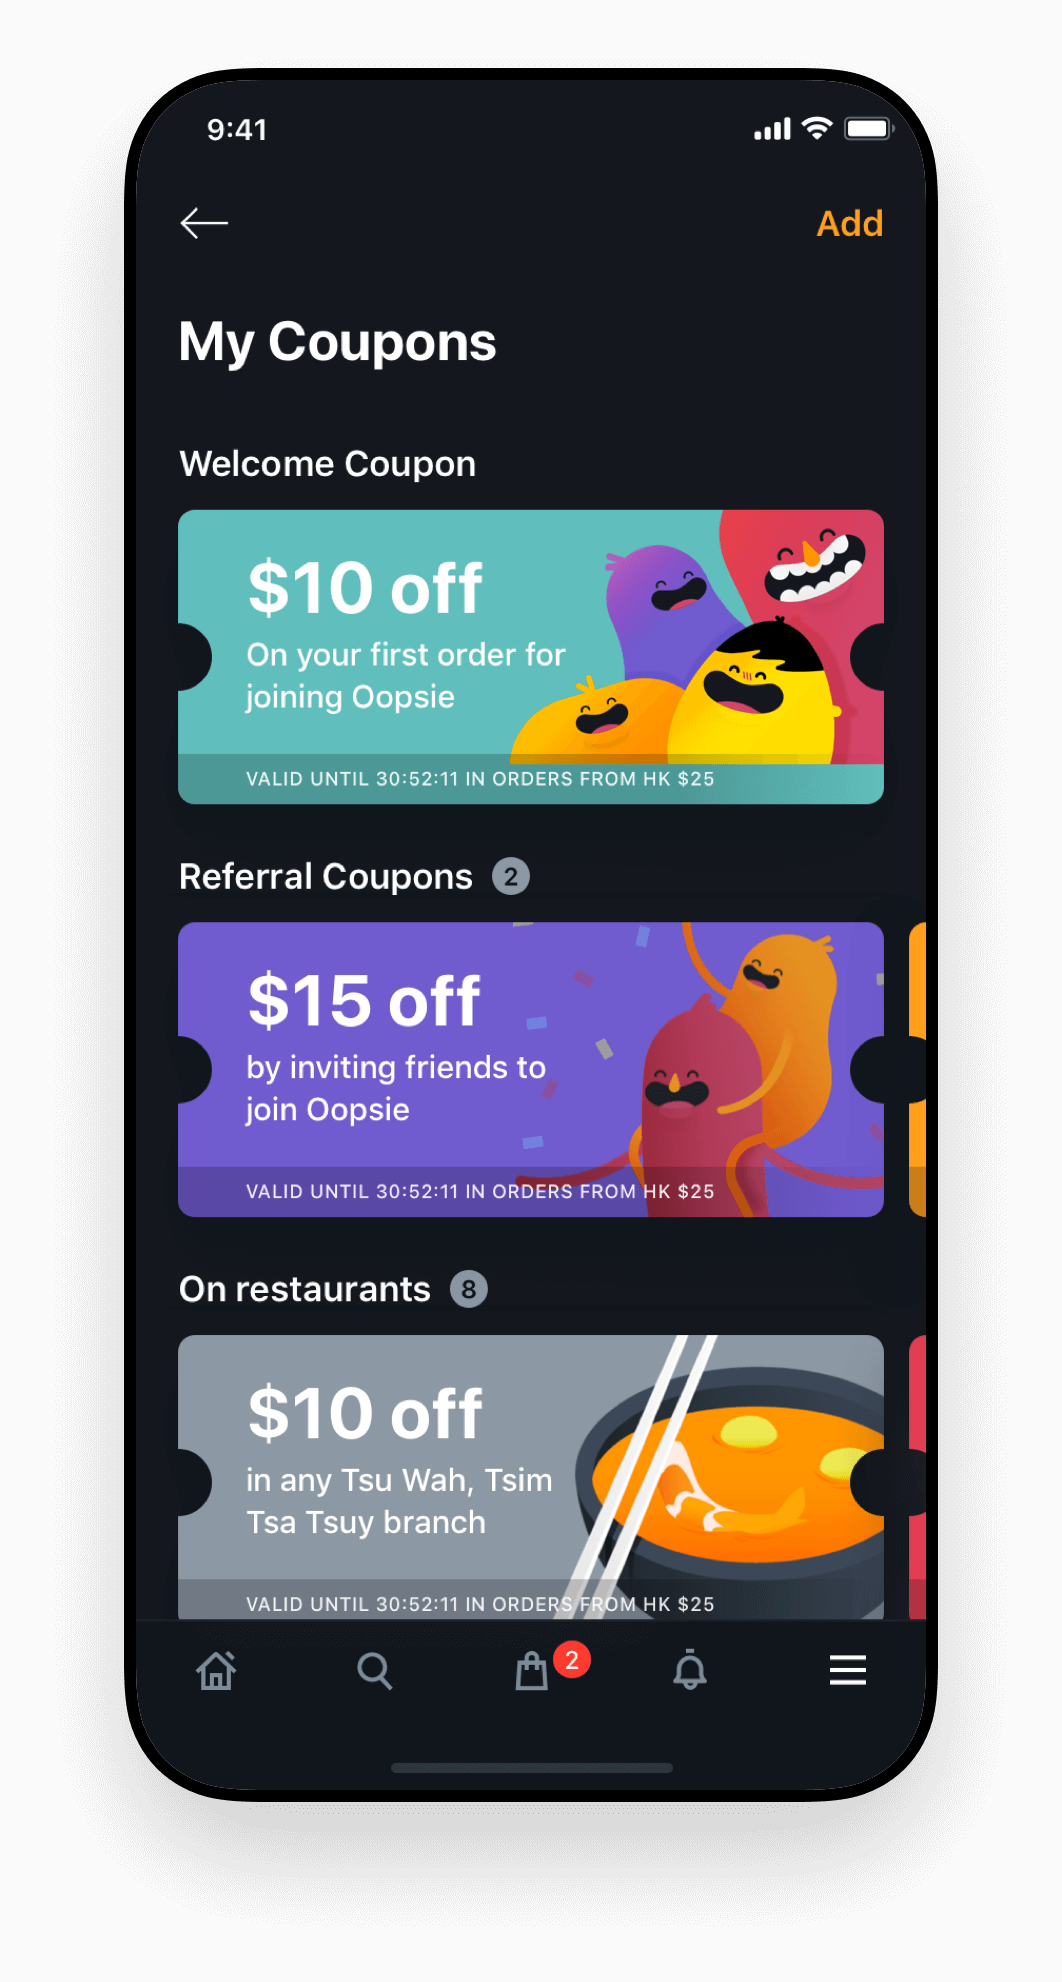 9:41
Add
My Coupons
Welcome Coupon
$10 off
On your first order for
joining Oopsie
VALID UNTIL 30:52:11 IN ORDERS FROM HK $25
Referral Coupons 2
$15 off
by inviting friends to
join Oopsie
VALID UNTIL 30:52:11 IN ORDERS FROM HK $25
On restaurants 8
$10 off
in any Tsu Wah, Tsim
Tsa Tsuy branch
VALID UNTIL 30:52:11 IN ORDERS FROM HK $25
2